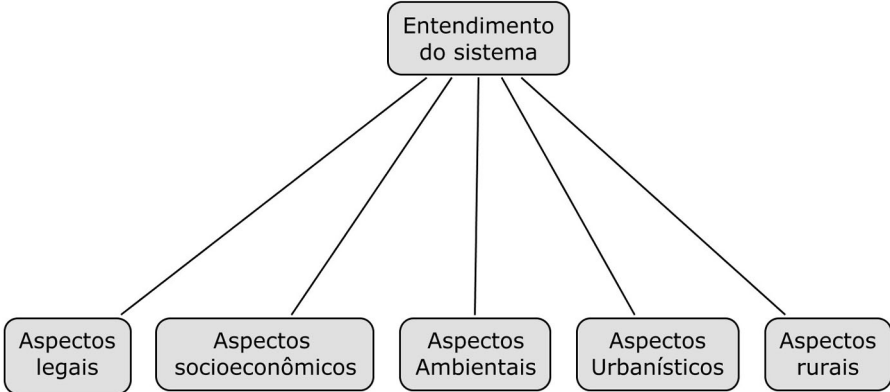 Entendimento
do sistema
Aspectos
legais
Aspectos
socioeconômicos
Aspectos
Ambientais
Aspectos
Urbanísticos
Aspectos
rurais